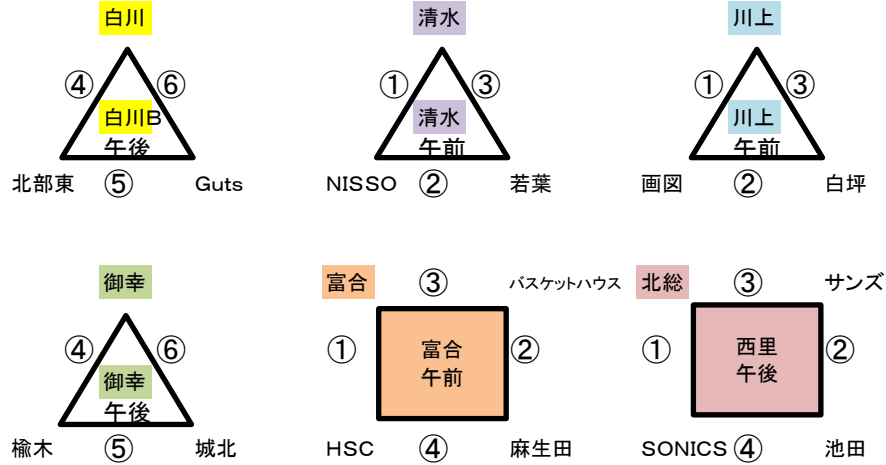 白川
④ ⑥
白川B
午後
北部東 ⑤ Guts
清水
① ③
清水
午前
NISSO ② 若葉
川上
① ③
川上
午前
画図 ② 白坪
御幸
④ ⑥
御幸
午後
楡木 ⑤ 城北
富合 ③ バスケットハウス
① ②
富合
午前
HSC ④ 麻生田
北総 ③ サンズ
① ②
西里
午後
SONICS ④ 池田